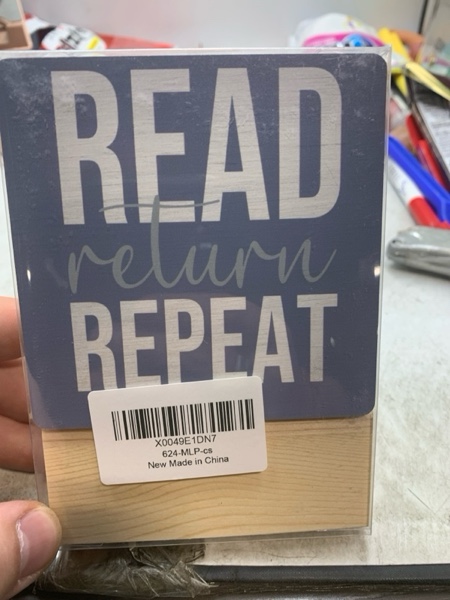 READ
return
REPEAT
X0049E1DN7
624-MLP-cs
New Made in China